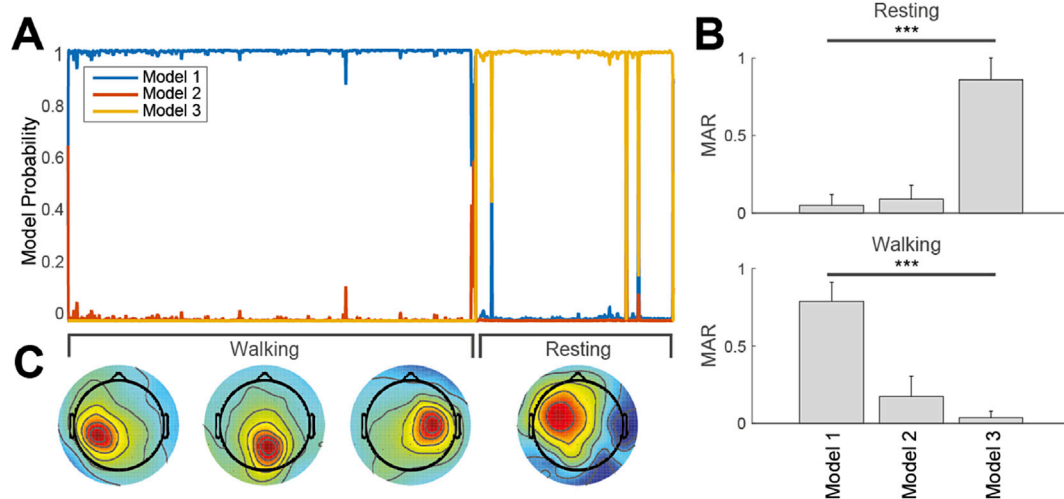 A
Model Probability
1
0.8
0.6
0.4
0.2
0
Model 1
Model 2
Model 3
Walking
Resting
B
Resting
***
MAR
1
0.5
0
Walking
***
MAR
1
0.5
0
Model 1
Model 2
Model 3
C